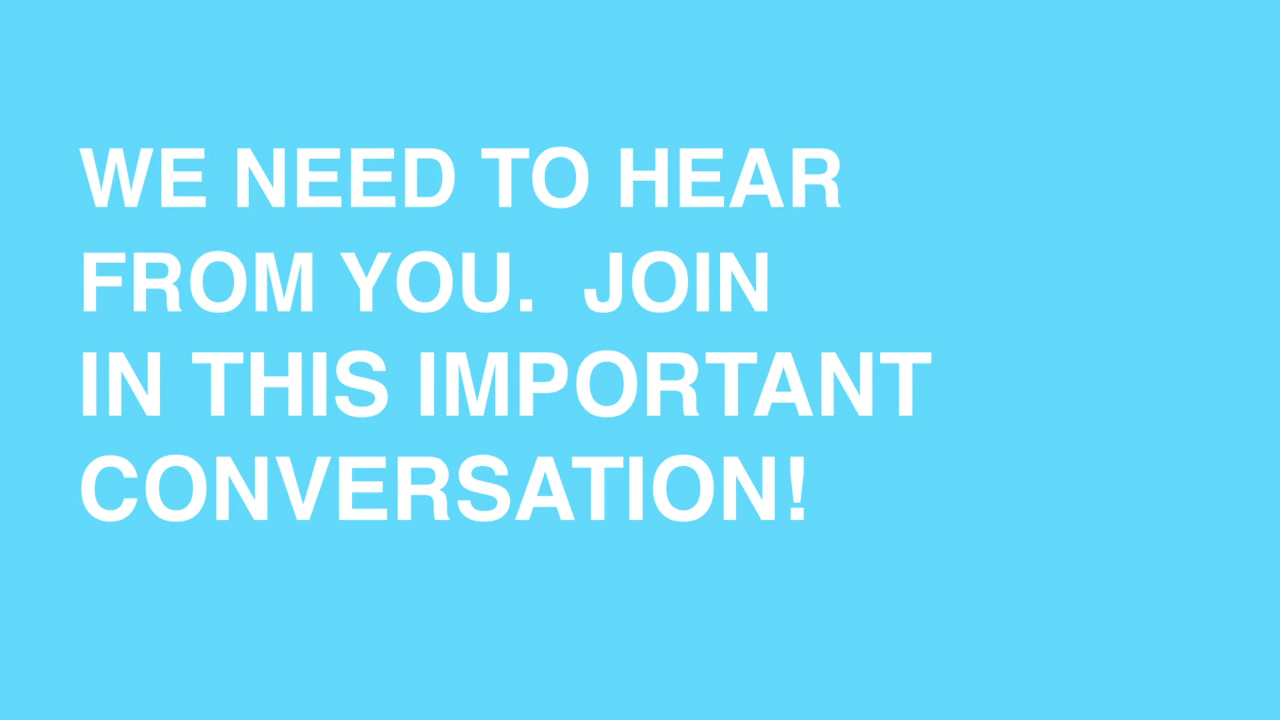 WE NEED TO HEAR
FROM YOU.  JOIN
IN THIS IMPORTANT
CONVERSATION!